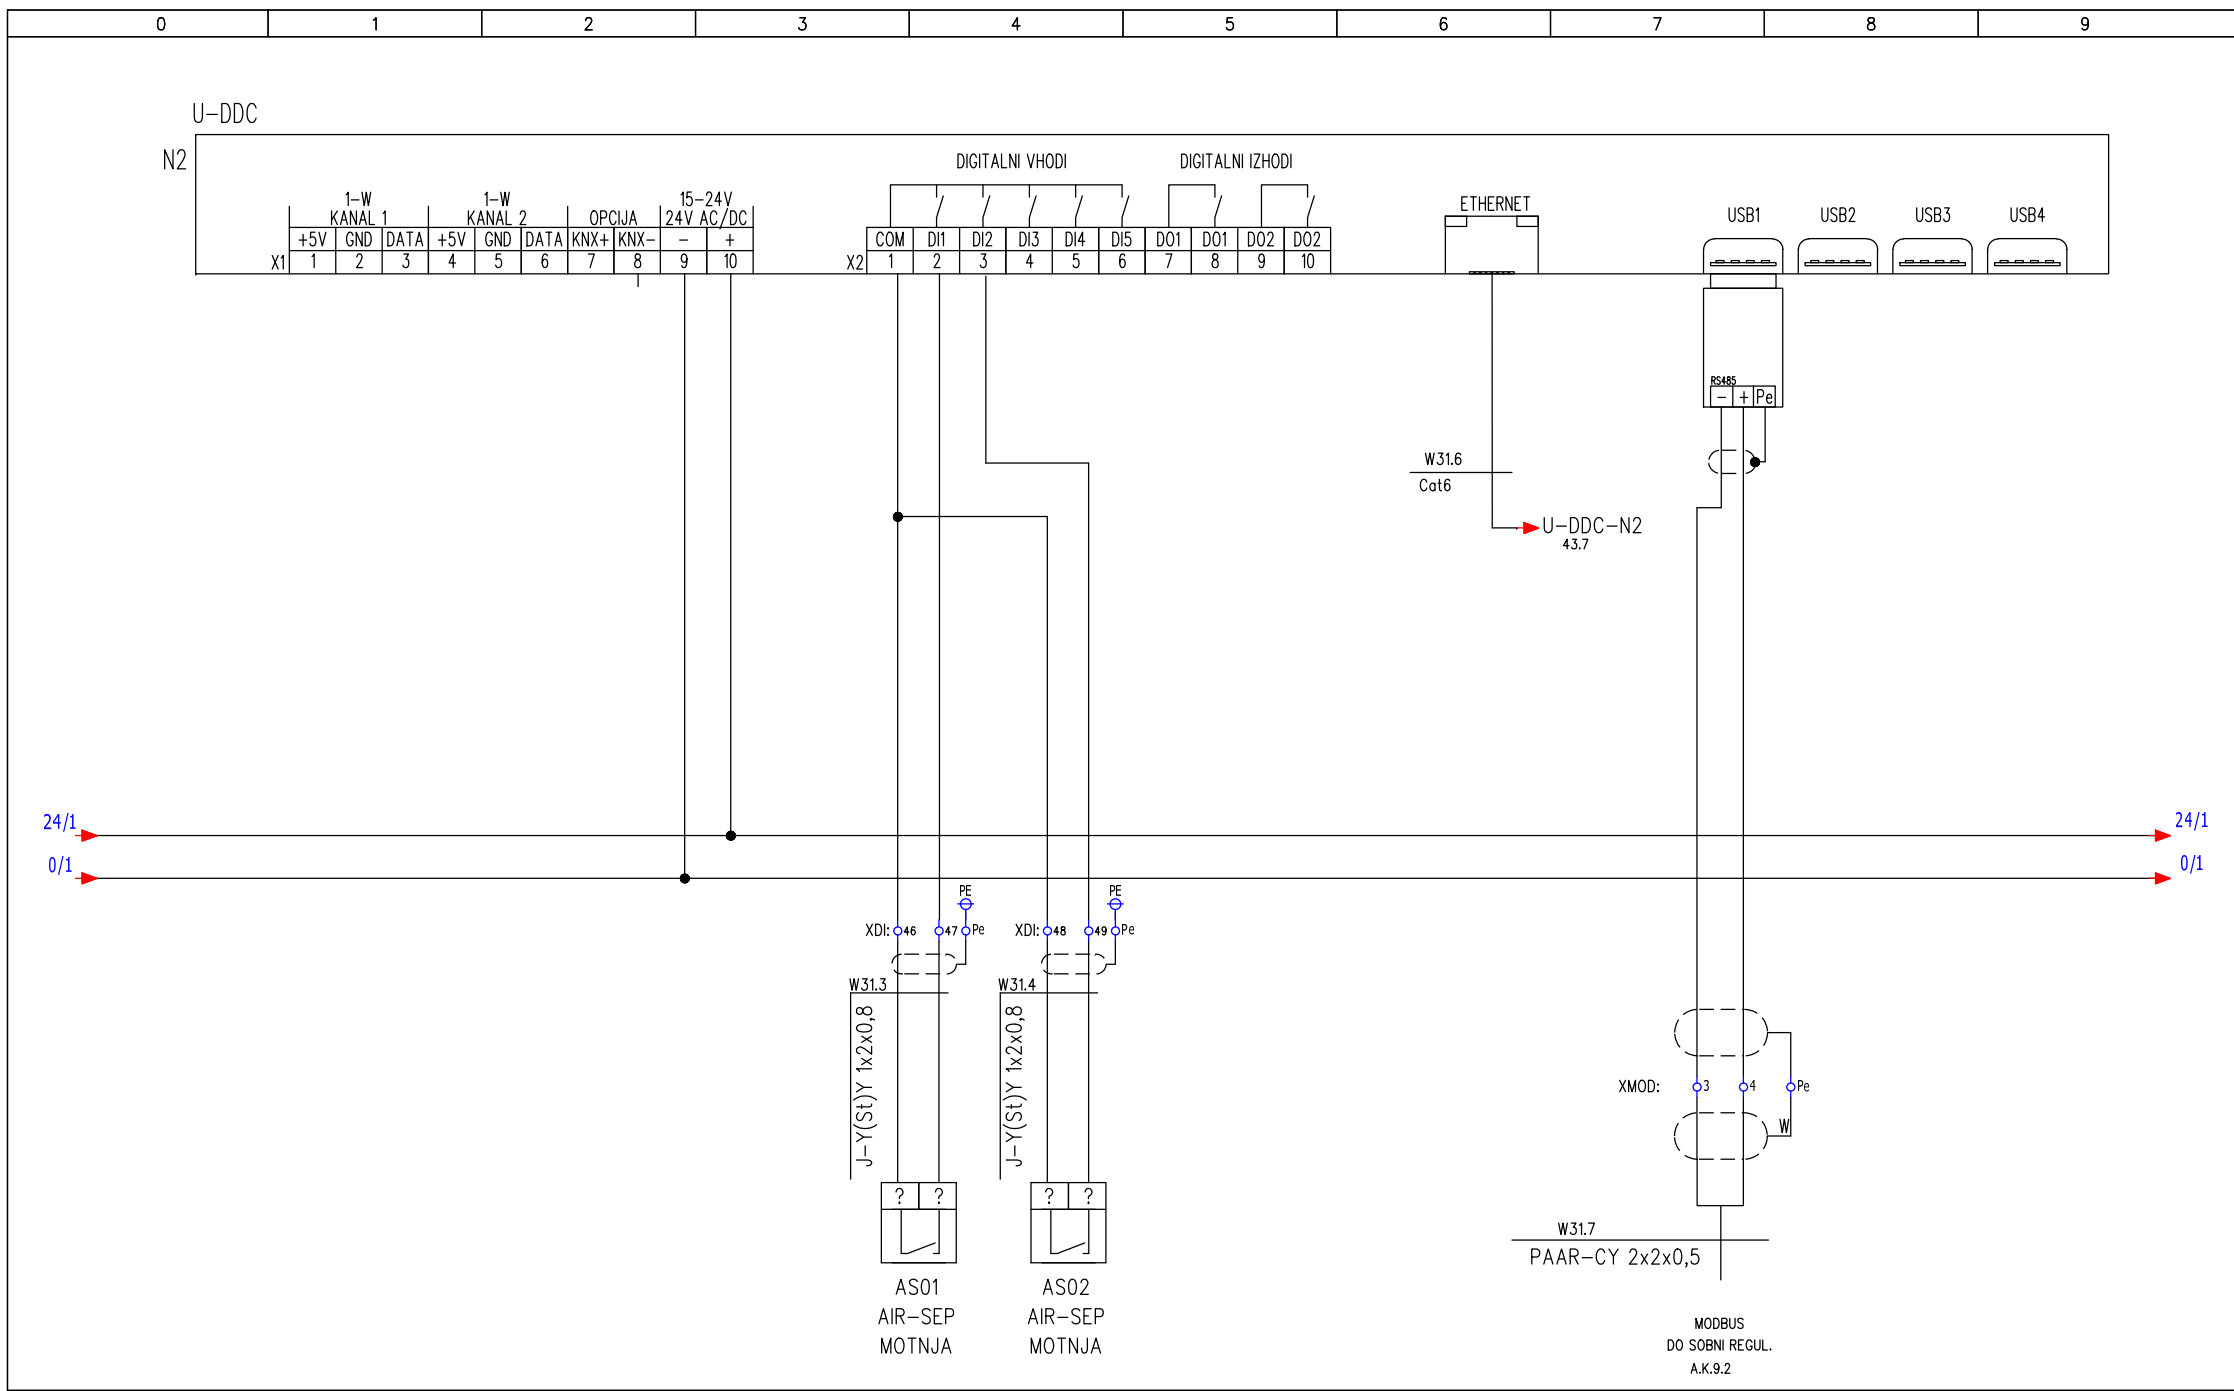 0 1 2 3 4 5 6 7 8 9
U-DDC
N2
DIGITALNI VHODI DIGITALNI IZHODI
1-W 1-W 15-24V
KANAL 1 KANAL 2 OPCIJA 24V AC/DC
+5V GND DATA +5V GND DATA KNX+ KNX- - +
X1 1 2 3 4 5 6 7 8 9 10
COM DI1 DI2 DI3 DI4 DI5 DO1 DO1 DO2 DO2
X2 1 2 3 4 5 6 7 8 9 10
ETHERNET
USB1 USB2 USB3 USB4
RS485
- + Pe
W31.6
Cat6
U-DDC-N2
43.7
24/1 24/1
0/1 0/1
PE PE
XDI: 46 47 Pe XDI: 48 49 Pe
W31.3 W31.4
J-Y(St)Y 1x2x0,8 J-Y(St)Y 1x2x0,8
XMOD: 3 4 Pe
W
? ? ? ?
W31.7
PAAR-CY 2x2x0,5
AS01 AS02
AIR-SEP AIR-SEP
MOTNJA MOTNJA
MODBUS
DO SOBNI REGUL.
A.K.9.2